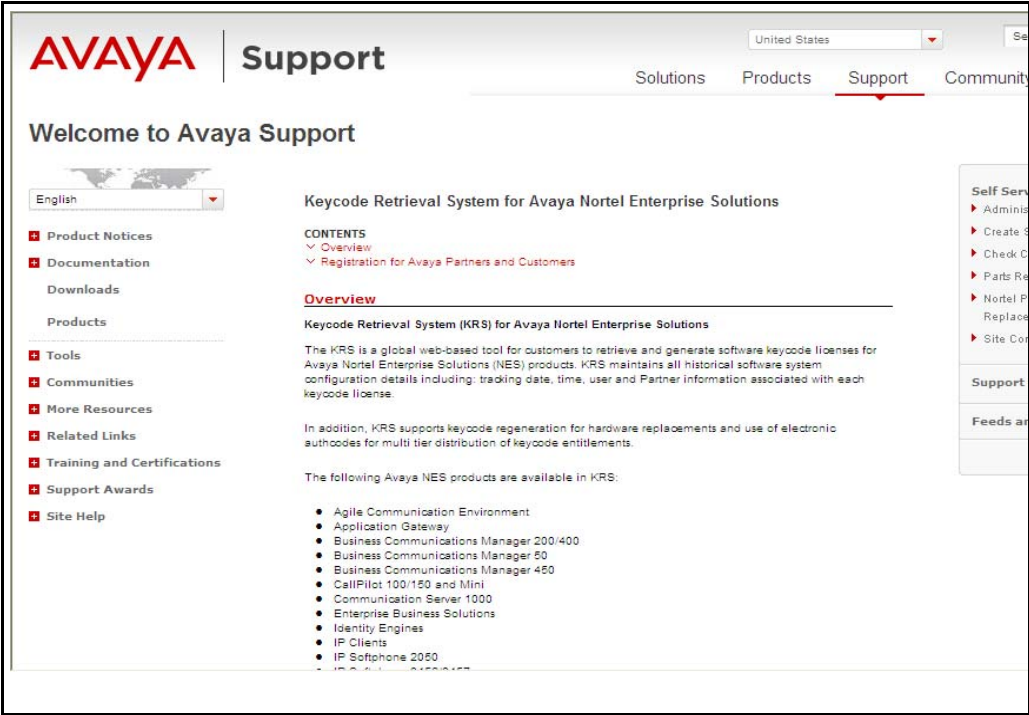 AVAYA
Support
United States
Se
Solutions
Products
Support
Community
Welcome to Avaya Support
English
Product Notices
Documentation
Downloads
Products
Tools
Communities
More Resources
Related Links
Training and Certifications
Support Awards
Site Help
Keycode Retrieval System for Avaya Nortel Enterprise Solutions
CONTENTS
Overview
Registration for Avaya Partners and Customers
Overview
Keycode Retrieval System (KRS) for Avaya Nortel Enterprise Solutions
The KRS is a global web-based tool for customers to retrieve and generate software keycode licenses for
Avaya Nortel Enterprise Solutions (NES) products. KRS maintains all historical software system
configuration details including: tracking date, time, user and Partner information associated with each
keycode license.
In addition, KRS supports keycode regeneration for hardware replacements and use of electronic
authcodes for multi tier distribution of keycode entitlements.
The following Avaya NES products are available in KRS:
Agile Communication Environment
Application Gateway
Business Communications Manager 200/400
Business Communications Manager 50
Business Communications Manager 450
CallPilot 100/150 and Mini
Communication Server 1000
Enterprise Business Solutions
Identity Engines
IP Clients
IP Softphone 2050
Self Serv
Adminis
Create S
Check C
Parts Re
Nortel P
Replace
Site Con
Support
Feeds an